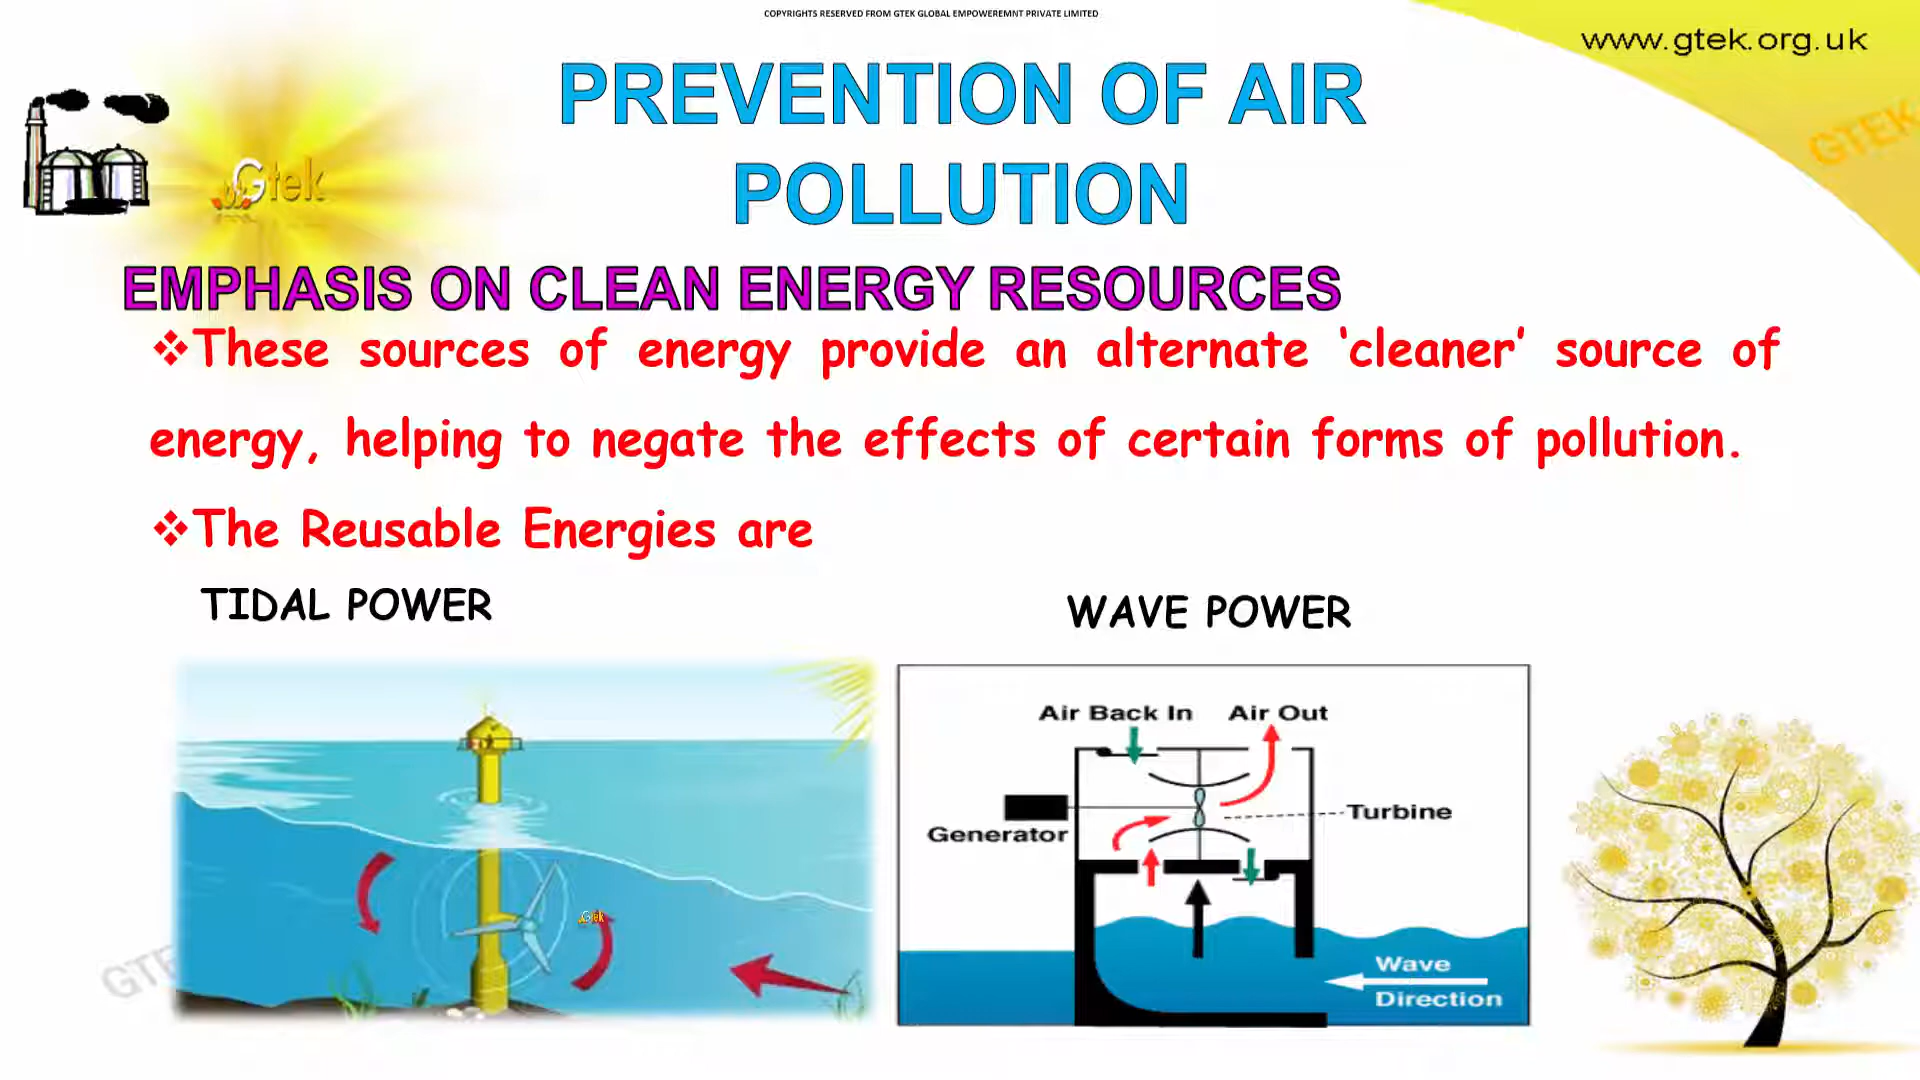 COPYRIGHTS RESERVED FROM GTEK GLOBAL EMPOWEREMNT PRIVATE LIMITED
www.gtek.org.uk
GTEK
PREVENTION OF AIR
POLLUTION
Gtek
EMPHASIS ON CLEAN ENERGY RESOURCES
❖These sources of energy provide an alternate ‘cleaner’ source of
energy, helping to negate the effects of certain forms of pollution.
❖The Reusable Energies are
TIDAL POWER
WAVE POWER
Air Back In Air Out
Turbine
Generator
Gtek
GTE
Wave
Direction